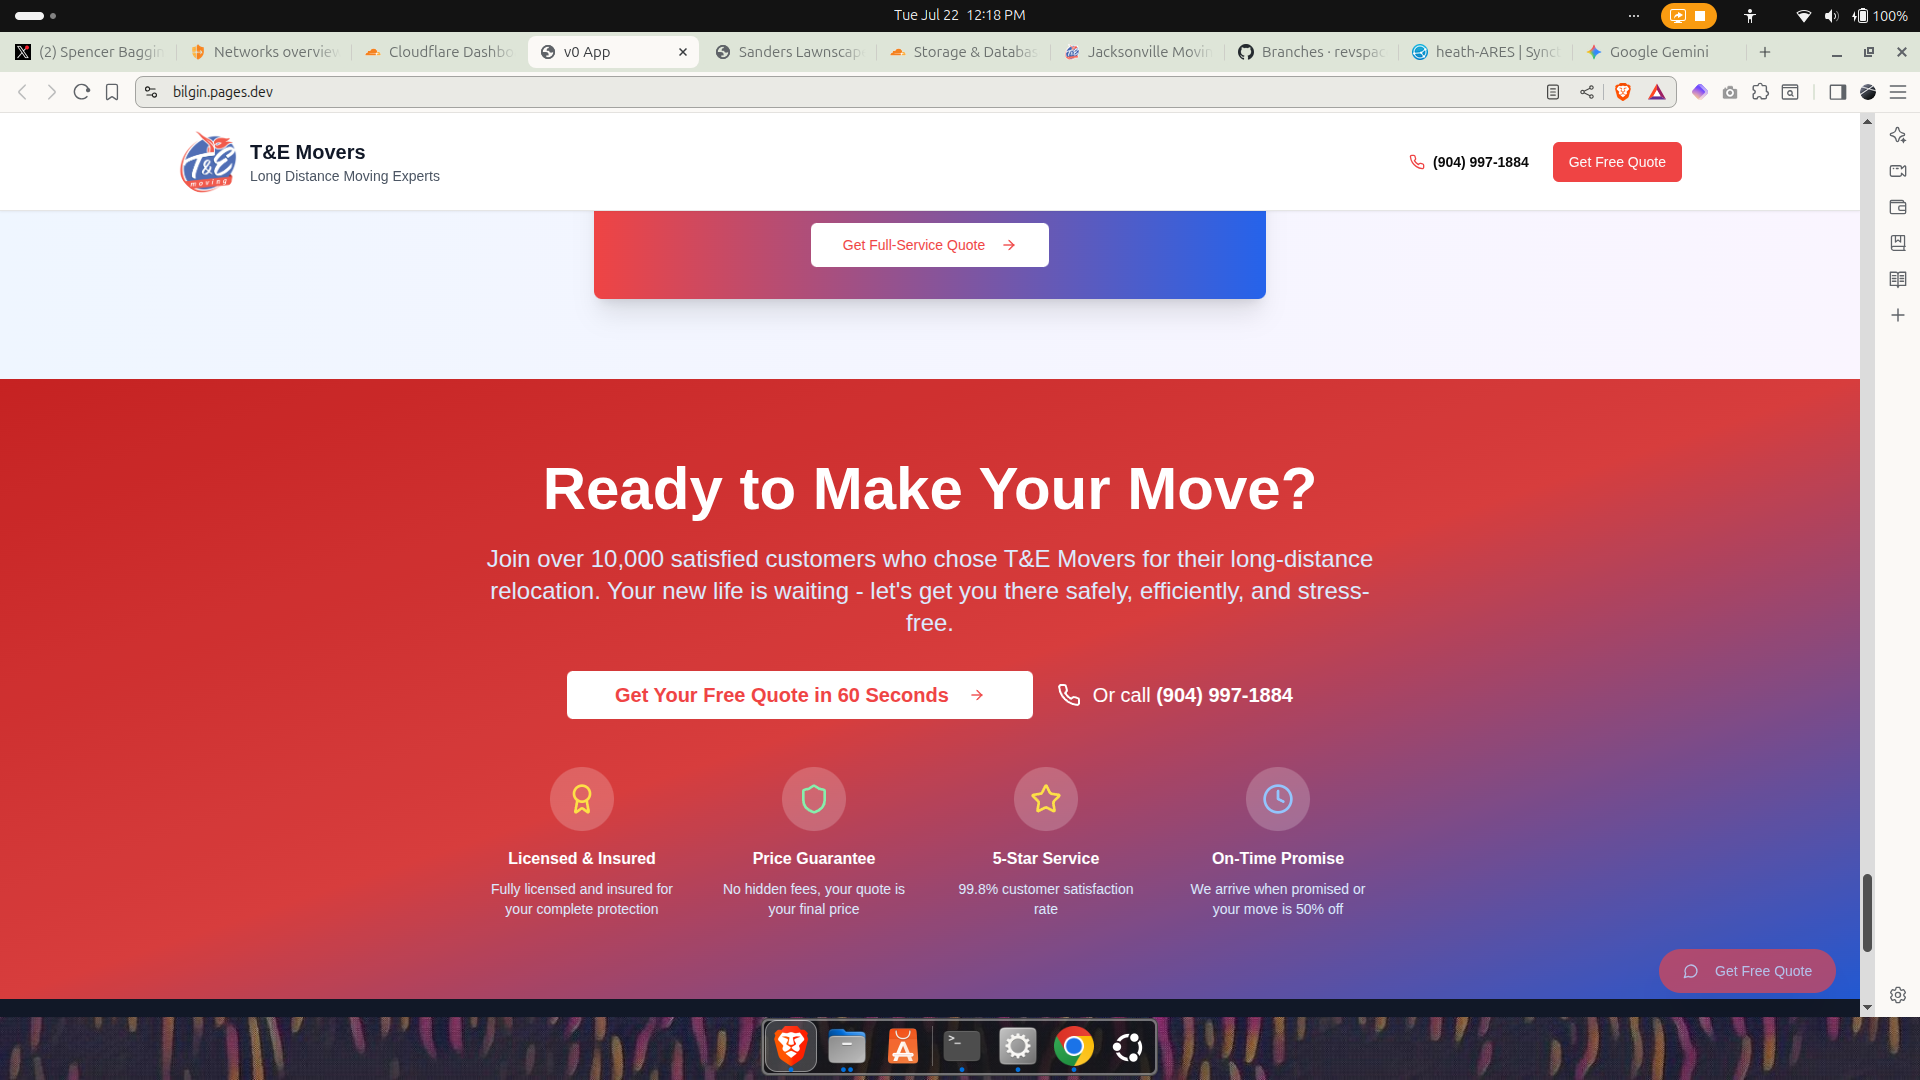 Tue Jul 22 12:18 PM
100%
(2) Spencer Baggin
Networks overview
Cloudflare Dashbo
v0 App
Sanders Lawnscap
Storage & Databas
Jacksonville Movin
Branches · revspac
heath-ARES | Sync
Google Gemini
bilgin.pages.dev
T&E
moving
T&E Movers
Long Distance Moving Experts
(904) 997-1884
Get Free Quote
Get Full-Service Quote
Ready to Make Your Move?
Join over 10,000 satisfied customers who chose T&E Movers for their long-distance
relocation. Your new life is waiting - let's get you there safely, efficiently, and stress-
free.
Get Your Free Quote in 60 Seconds
Or call (904) 997-1884
Licensed & Insured
Fully licensed and insured for
your complete protection
Price Guarantee
No hidden fees, your quote is
your final price
5-Star Service
99.8% customer satisfaction
rate
On-Time Promise
We arrive when promised or
your move is 50% off
Get Free Quote